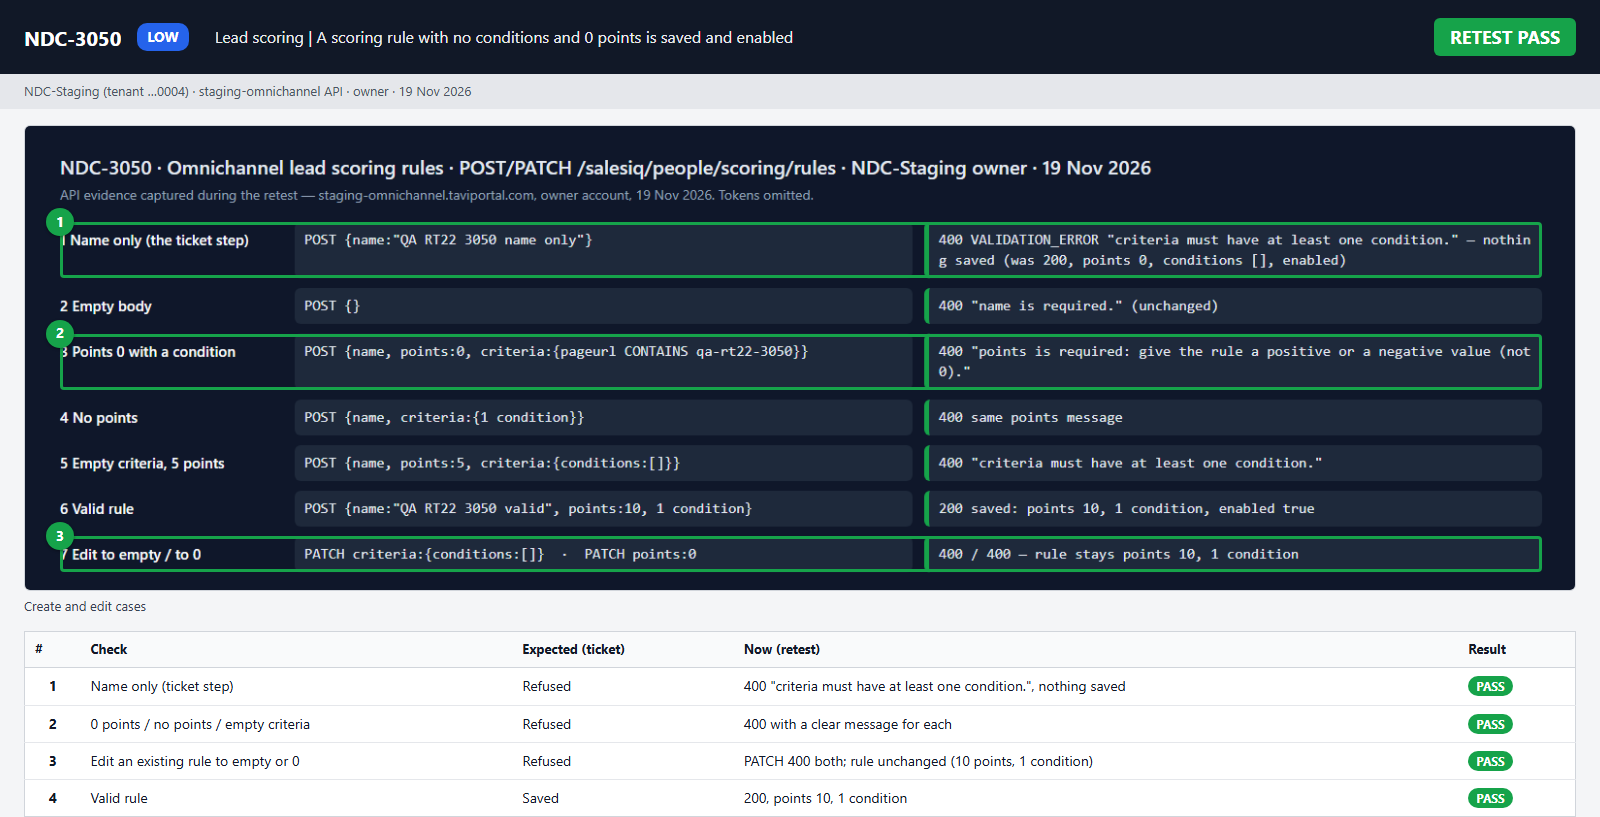 NDC-3050 LOW Lead scoring | A scoring rule with no conditions and 0 points is saved and enabled RETEST PASS
NDC-Staging (tenant ...0004) · staging-omnichannel API · owner · 19 Nov 2026
NDC-3050 · Omnichannel lead scoring rules · POST/PATCH /salesiq/people/scoring/rules · NDC-Staging owner · 19 Nov 2026
API evidence captured during the retest — staging-omnichannel.taviportal.com, owner account, 19 Nov 2026. Tokens omitted.
1
1 Name only (the ticket step) POST {name:"QA RT22 3050 name only"} 400 VALIDATION_ERROR "criteria must have at least one condition." — nothin
g saved (was 200, points 0, conditions [], enabled)
2 Empty body POST {} 400 "name is required." (unchanged)
2
3 Points 0 with a condition POST {name, points:0, criteria:{pageurl CONTAINS qa-rt22-3050}} 400 "points is required: give the rule a positive or a negative value (not
0)."
4 No points POST {name, criteria:{1 condition}} 400 same points message
5 Empty criteria, 5 points POST {name, points:5, criteria:{conditions:[]}} 400 "criteria must have at least one condition."
6 Valid rule POST {name:"QA RT22 3050 valid", points:10, 1 condition} 200 saved: points 10, 1 condition, enabled true
3
7 Edit to empty / to 0 PATCH criteria:{conditions:[]} · PATCH points:0 400 / 400 — rule stays points 10, 1 condition
Create and edit cases
# Check Expected (ticket) Now (retest) Result
1 Name only (ticket step) Refused 400 "criteria must have at least one condition.", nothing saved PASS
2 0 points / no points / empty criteria Refused 400 with a clear message for each PASS
3 Edit an existing rule to empty or 0 Refused PATCH 400 both; rule unchanged (10 points, 1 condition) PASS
4 Valid rule Saved 200, points 10, 1 condition PASS